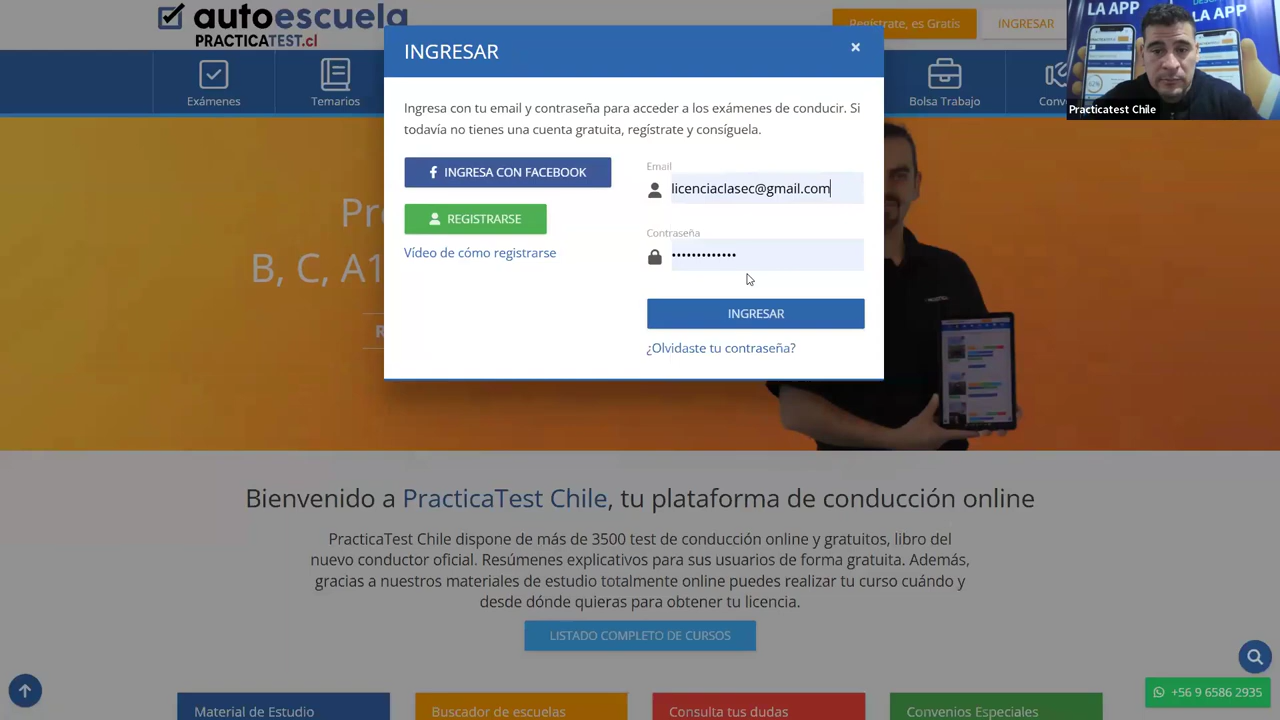 autoescuela
PRACTICATEST.cl
Regístrate, es Gratis
INGRESAR
LA APP
LA APP
Practicatest Chile
Exámenes
Temarios
Bolsa Trabajo
Conv
INGRESAR
×
Ingresa con tu email y contraseña para acceder a los exámenes de conducir. Si
todavía no tienes una cuenta gratuita, regístrate y consíguela.
INGRESA CON FACEBOOK
REGISTRARSE
Vídeo de cómo registrarse
Email
licenciaclasec@gmail.com
Contraseña
•••••••••••••
INGRESAR
¿Olvidaste tu contraseña?
Pr
B, C, A1
R
Bienvenido a PracticaTest Chile, tu plataforma de conducción online
PracticaTest Chile dispone de más de 3500 test de conducción online y gratuitos, libro del
nuevo conductor oficial. Resúmenes explicativos para sus usuarios de forma gratuita. Además,
gracias a nuestros materiales de estudio totalmente online puedes realizar tu curso cuándo y
desde dónde quieras para obtener tu licencia.
LISTADO COMPLETO DE CURSOS
+56 9 6586 2935
Material de Estudio
Buscador de escuelas
Consulta tus dudas
Convenios Especiales